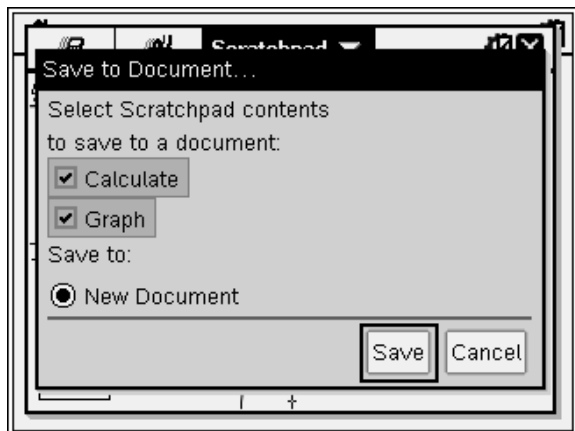 Scratchpad
Save to Document...
Select Scratchpad contents
to save to a document:
Calculate
Graph
Save to:
New Document
Save Cancel